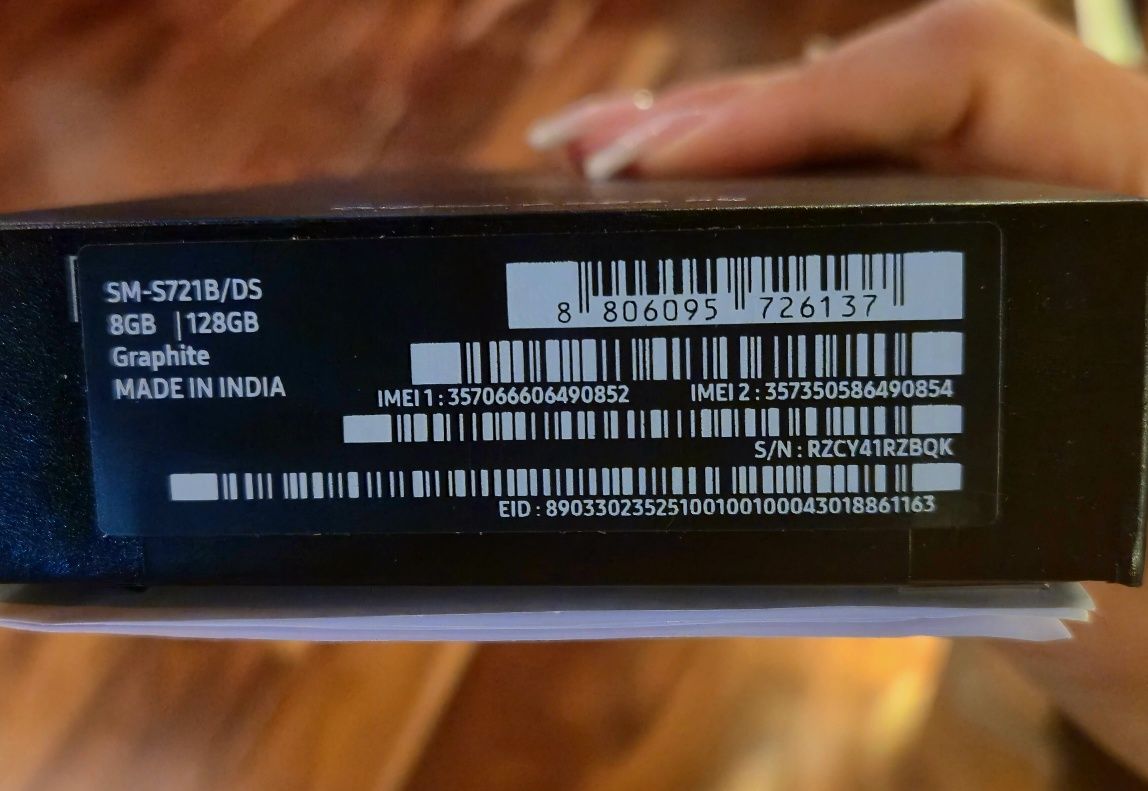 SM-S721B/DS
8GB | 128GB
Graphite
MADE IN INDIA
8 806095 726137
IMEI 1 : 357066606490852 IMEI 2 : 357350586490854
S/N : RZCY41RZBQK
EID : 89033023525100100100043018861163